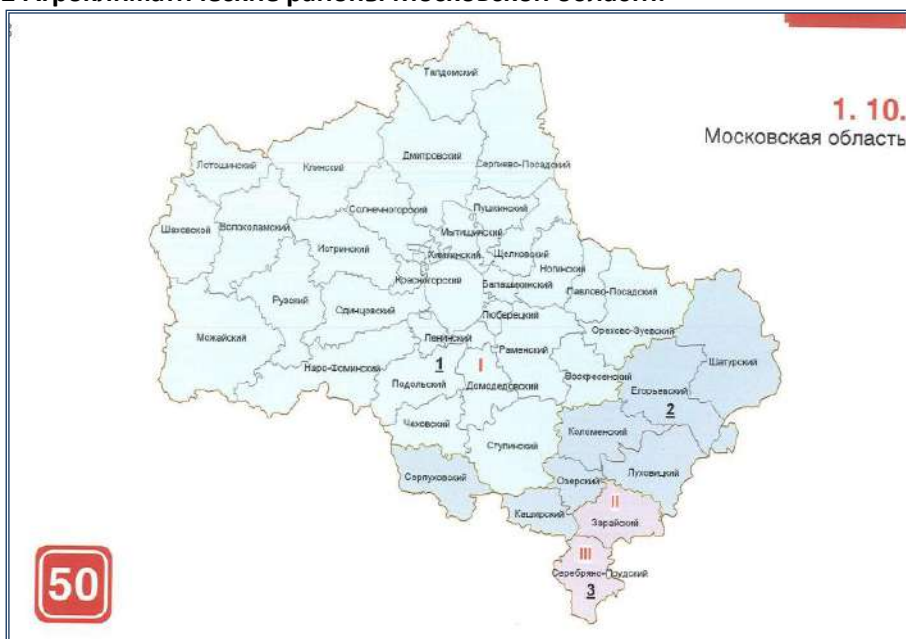 1. 10.
Московская область
Талдомский
Лотошинский
Клинский
Дмитровский
Сергиево-Посадский
Солнечногорский
Пушкинский
Шаховской
Волоколамский
Мытищинский
Истринский
Химкинский
Щелковский
Ногинский
Красногорский
Балашихинский
Павлово-Посадский
Рузский
Одинцовский
Люберецкий
Можайский
Ленинский
Орехово-Зуевский
Раменский
Шатурский
Наро-Фоминский
1
I
Воскресенский
Подольский
Домодедовский
Егорьевский
2
Чеховский
Коломенский
Ступинский
Серпуховский
Озерский
Луховицкий
Каширский
II
Зарайский
III
Серебряно-Прудский
3
50